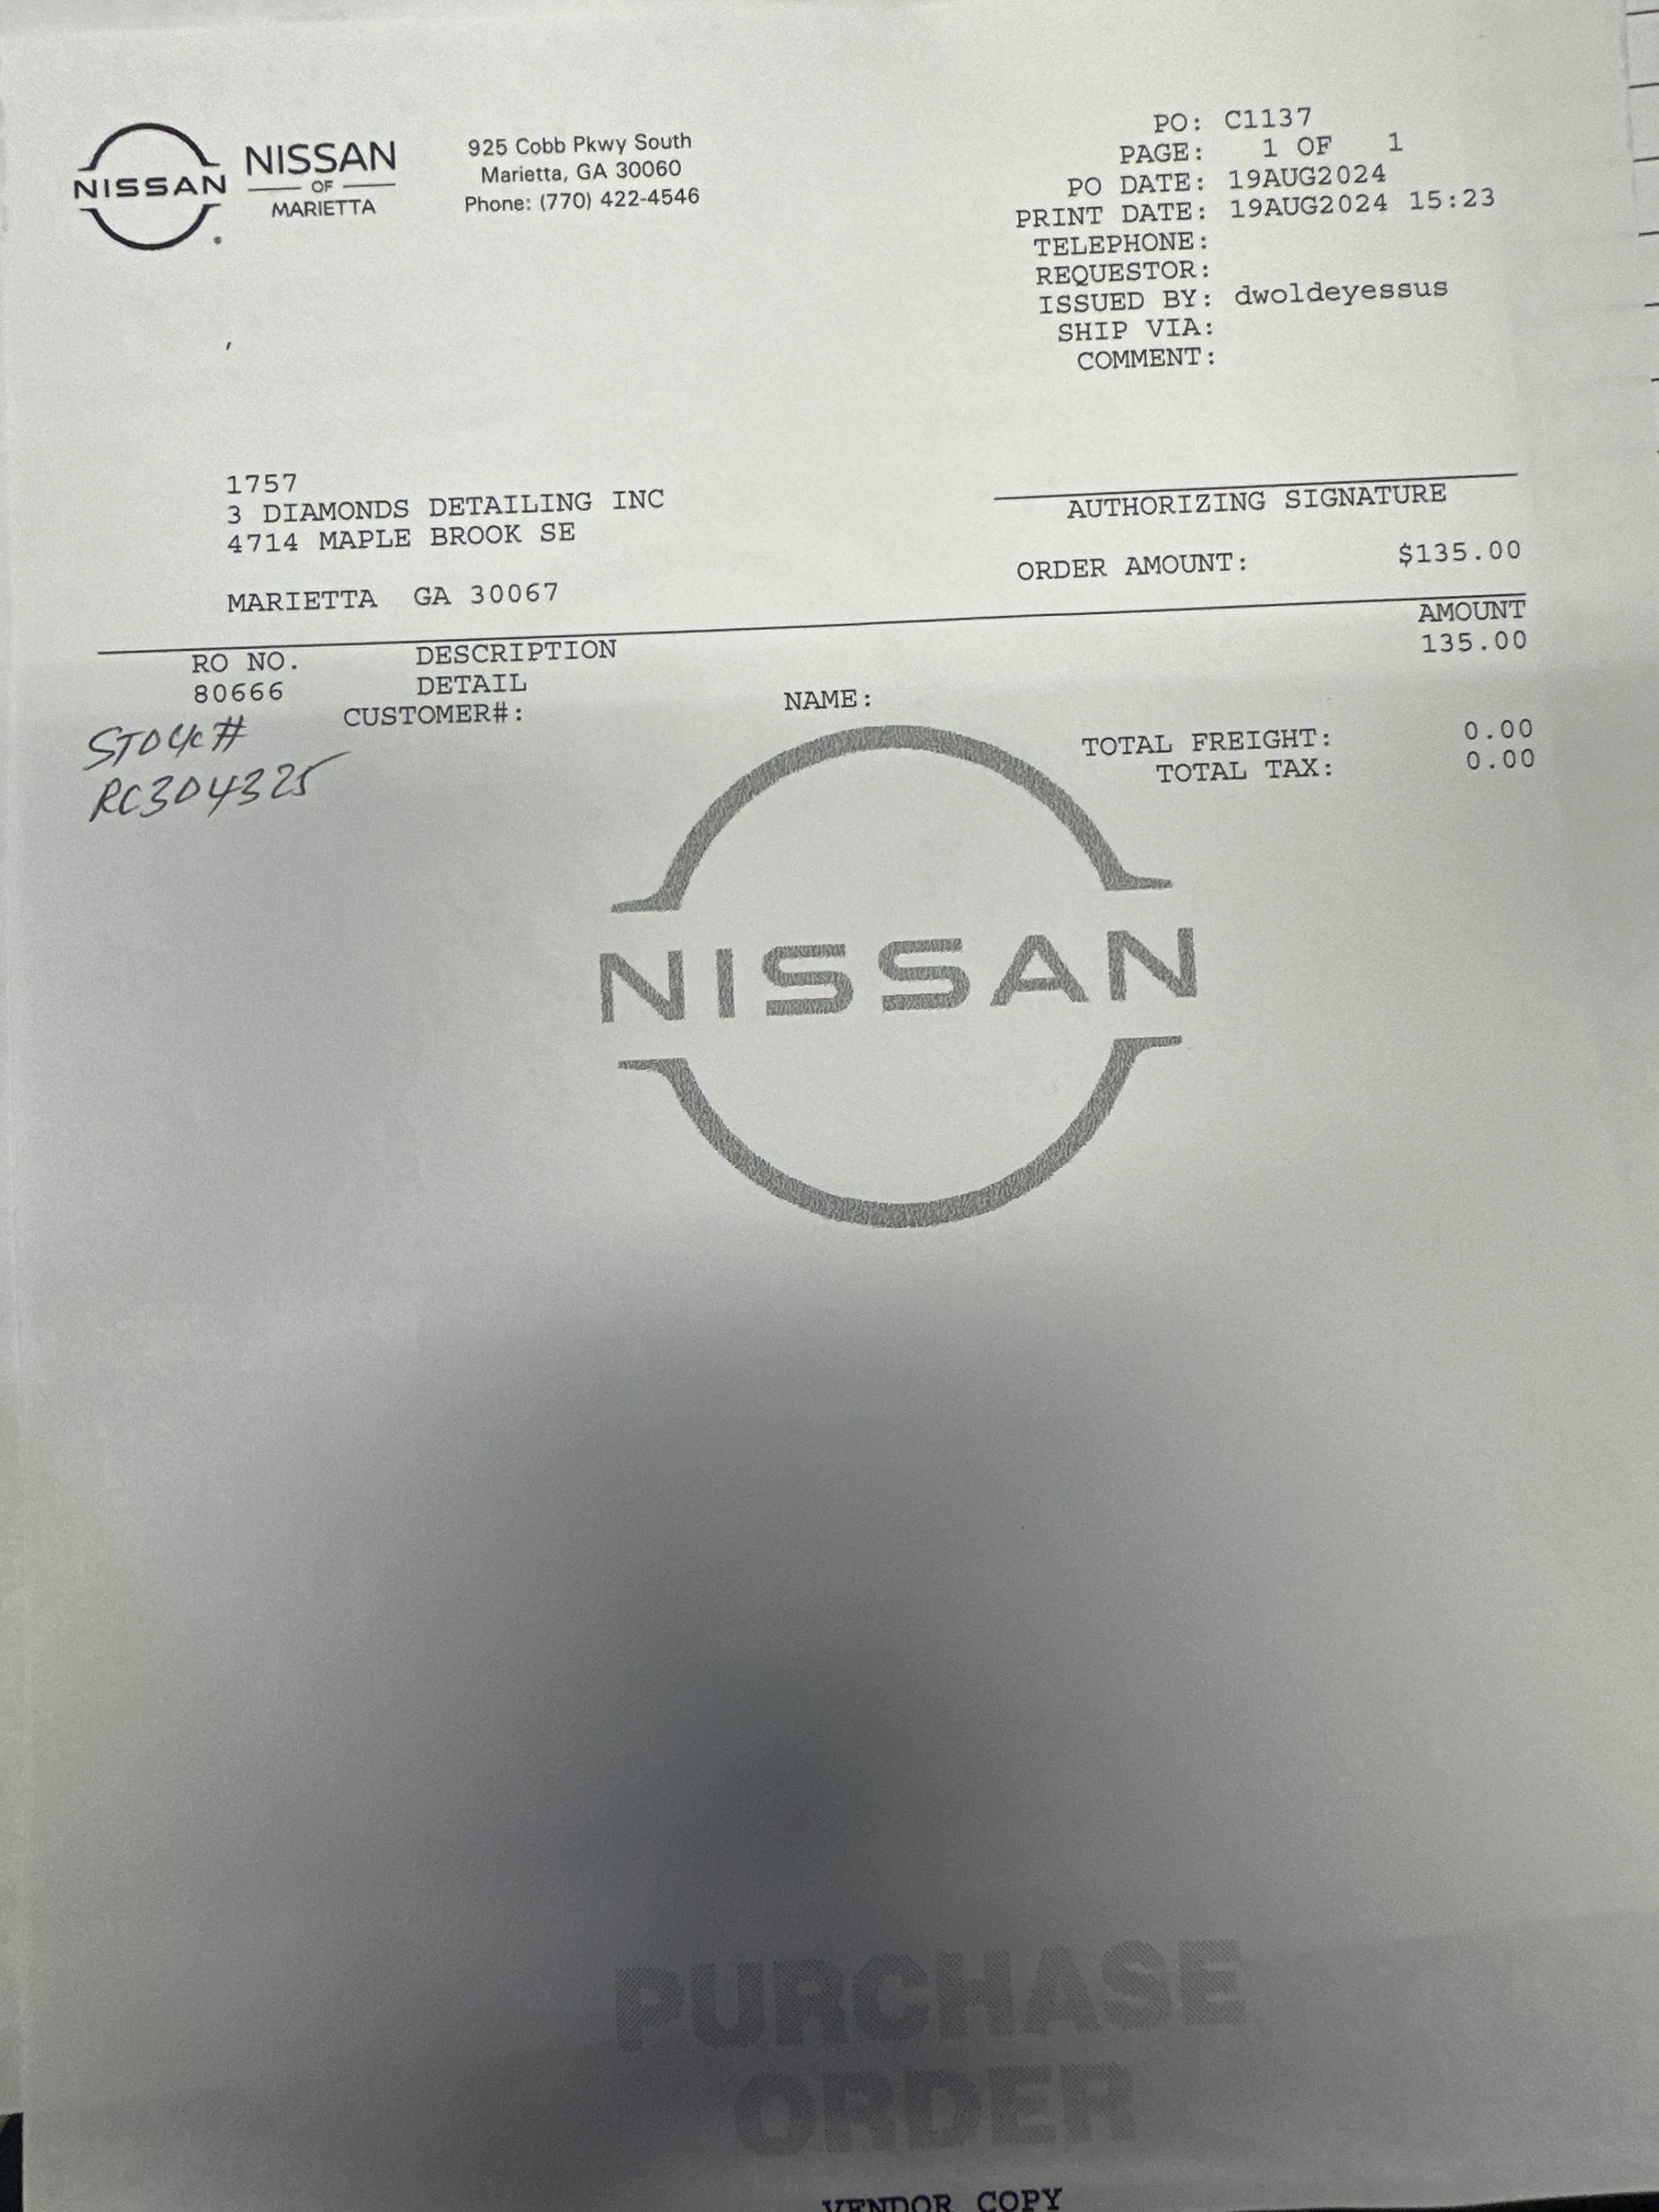 NISSAN
NISSAN
OF
MARIETTA
925 Cobb Pkwy South
Marietta, GA 30060
Phone: (770) 422-4546
PO: C1137
PAGE: 1 OF 1
PO DATE: 19AUG2024
PRINT DATE: 19AUG2024 15:23
TELEPHONE:
REQUESTOR:
ISSUED BY: dwoldeyessus
SHIP VIA:
COMMENT:
1757
3 DIAMONDS DETAILING INC
4714 MAPLE BROOK SE
MARIETTA GA 30067
AUTHORIZING SIGNATURE
ORDER AMOUNT: $135.00
RO NO. DESCRIPTION AMOUNT
80666 DETAIL 135.00
CUSTOMER#: NAME:
STOCK#
RC304325
TOTAL FREIGHT: 0.00
TOTAL TAX: 0.00
NISSAN
PURCHASE
ORDER
VENDOR COPY